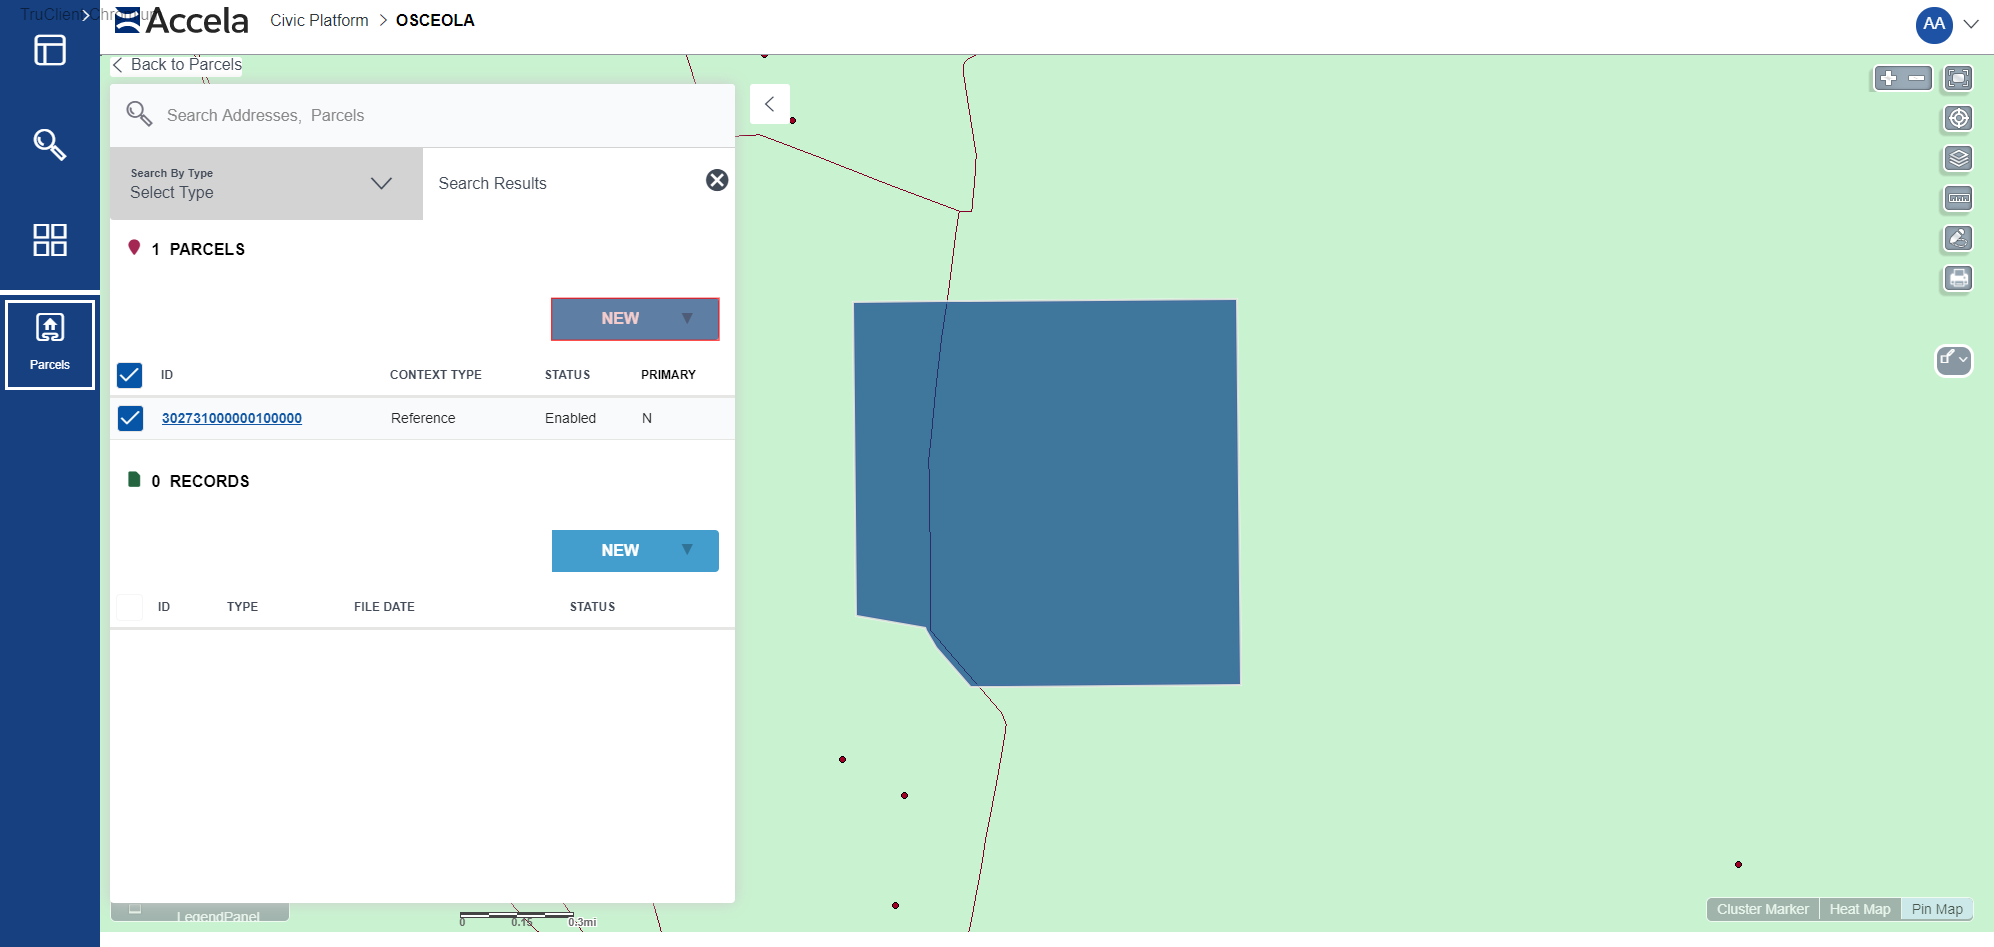 TruClient Chromium
Accela
Civic Platform > OSCEOLA
AA
Back to Parcels
Search Addresses, Parcels
Search By Type
Select Type
Search Results
1 PARCELS
NEW
ID CONTEXT TYPE STATUS PRIMARY
302731000000100000 Reference Enabled N
0 RECORDS
NEW
ID TYPE FILE DATE STATUS
Parcels
LegendPanel
0 0.15 0.3mi
Cluster Marker Heat Map Pin Map